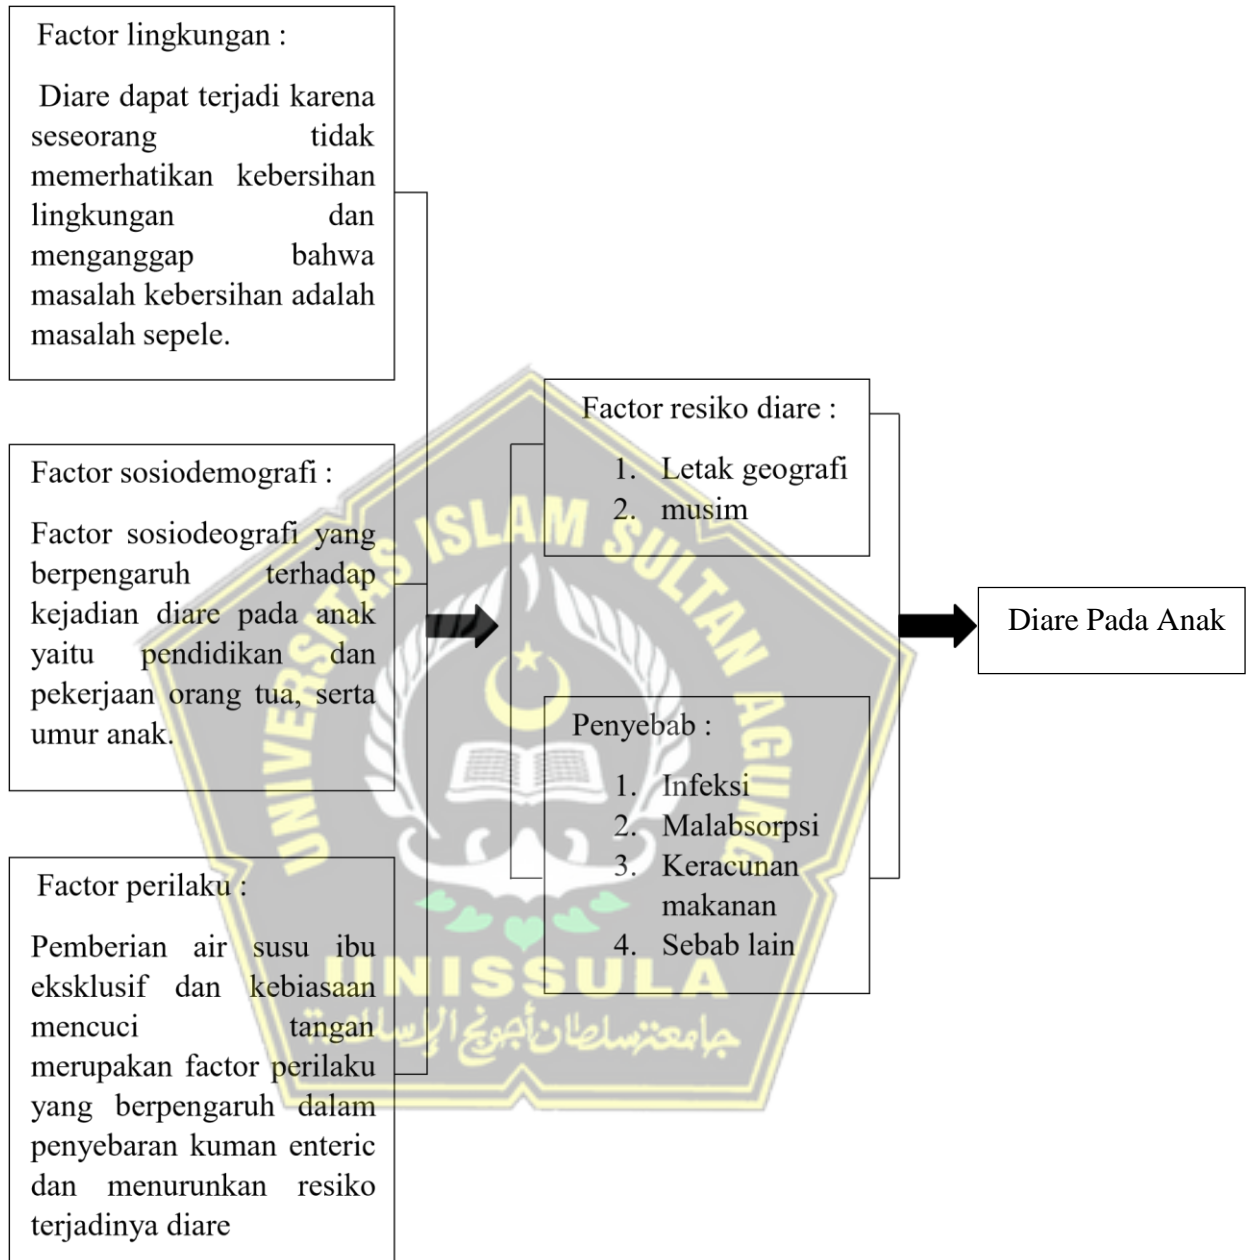 Factor lingkungan :
Diare dapat terjadi karena
seseorang tidak
memerhatikan kebersihan
lingkungan dan
menganggap bahwa
masalah kebersihan adalah
masalah sepele.
Factor sosiodemografi :
Factor sosiodeografi yang
berpengaruh terhadap
kejadian diare pada anak
yaitu pendidikan dan
pekerjaan orang tua, serta
umur anak.
Factor perilaku :
Pemberian air susu ibu
eksklusif dan kebiasaan
mencuci tangan
merupakan factor perilaku
yang berpengaruh dalam
penyebaran kuman enteric
dan menurunkan resiko
terjadinya diare
Factor resiko diare :
1. Letak geografi
2. musim
Penyebab :
1. Infeksi
2. Malabsorpsi
3. Keracunan
makanan
4. Sebab lain
Diare Pada Anak
UNIVERSITAS ISLAM SULTAN AGUNG
UNISSULA
جامعة سلطان أجونج الإسلامية